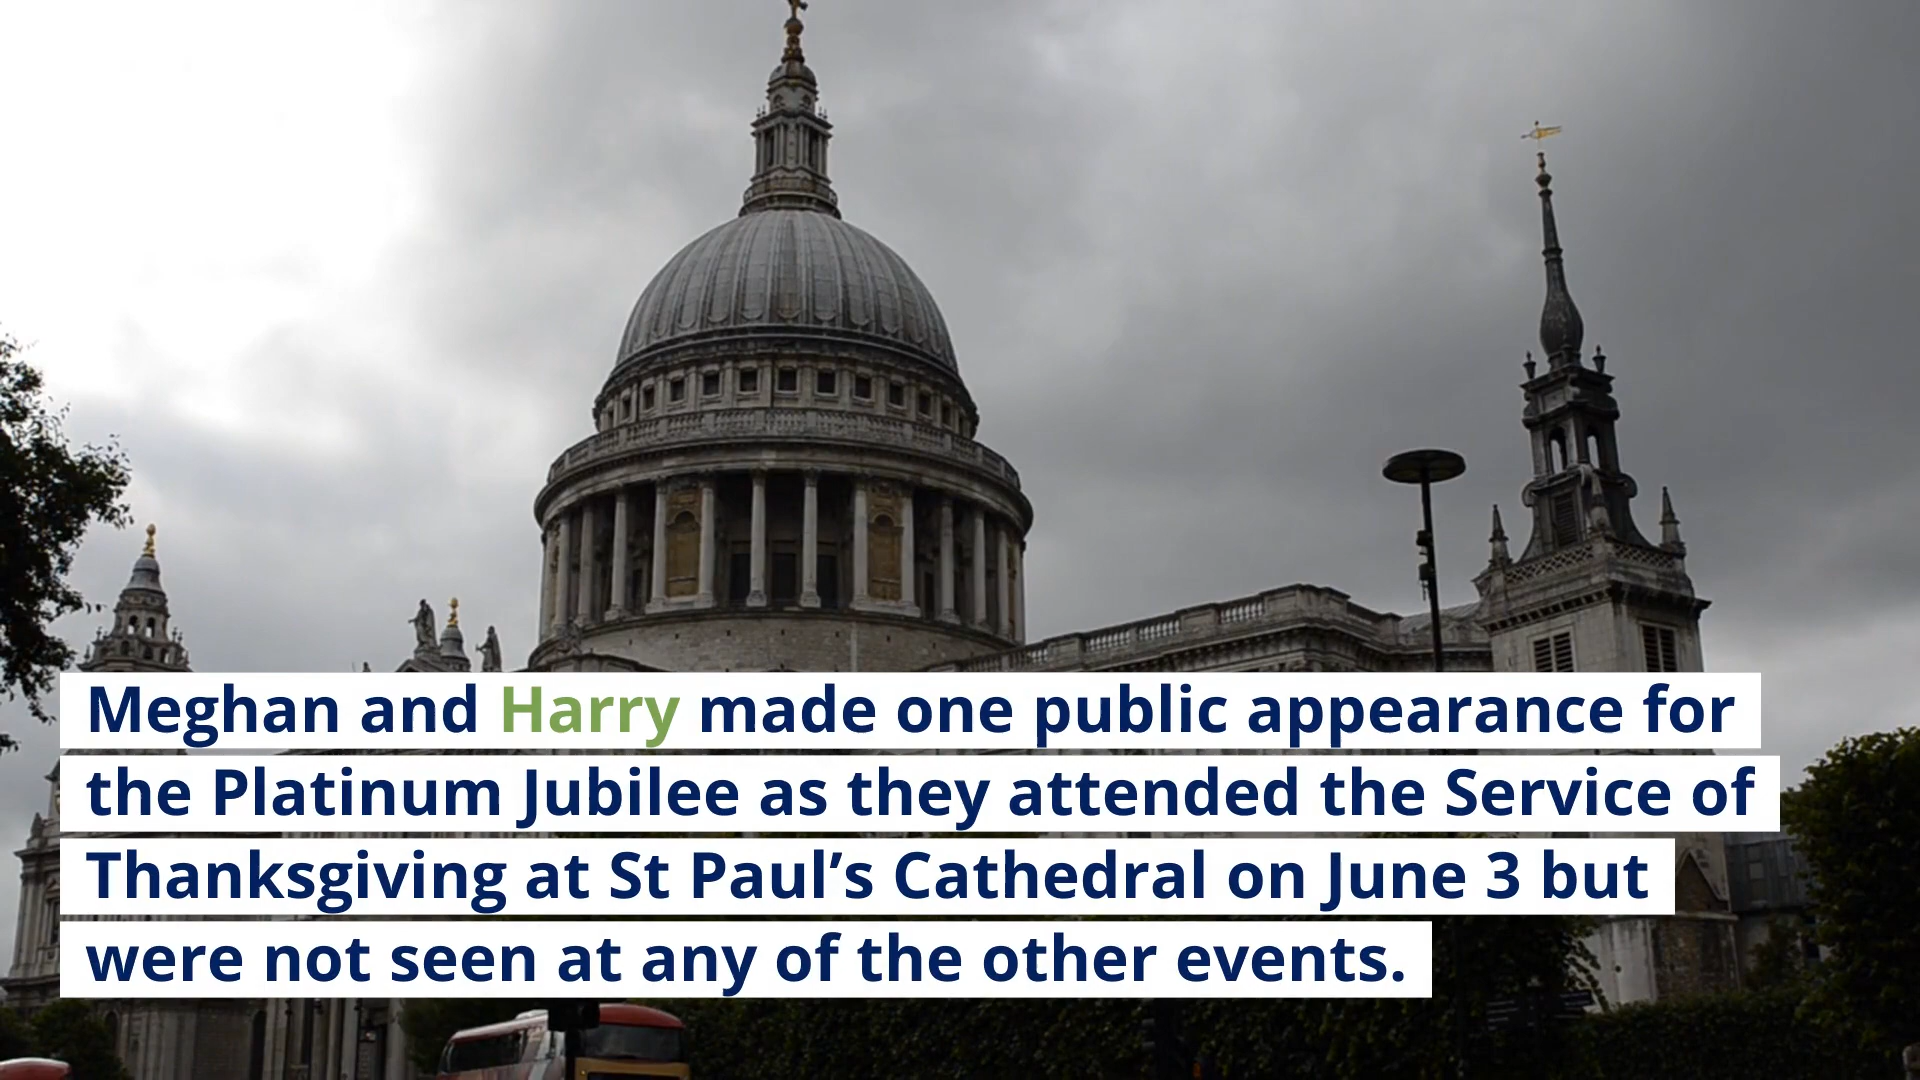 Meghan and Harry made one public appearance for
the Platinum Jubilee as they attended the Service of
Thanksgiving at St Paul’s Cathedral on June 3 but
were not seen at any of the other events.